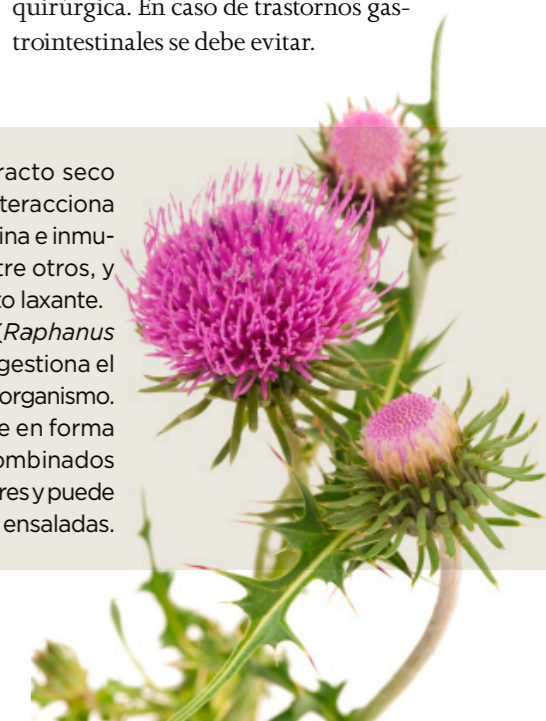 quirúrgica. En caso de trastornos gas-
trointestinales se debe evitar.
racto seco
teracciona
ina e inmu-
tre otros, y
to laxante.
(Raphanus
gestiona el
organismo.
e en forma
ombinados
res y puede
ensaladas.